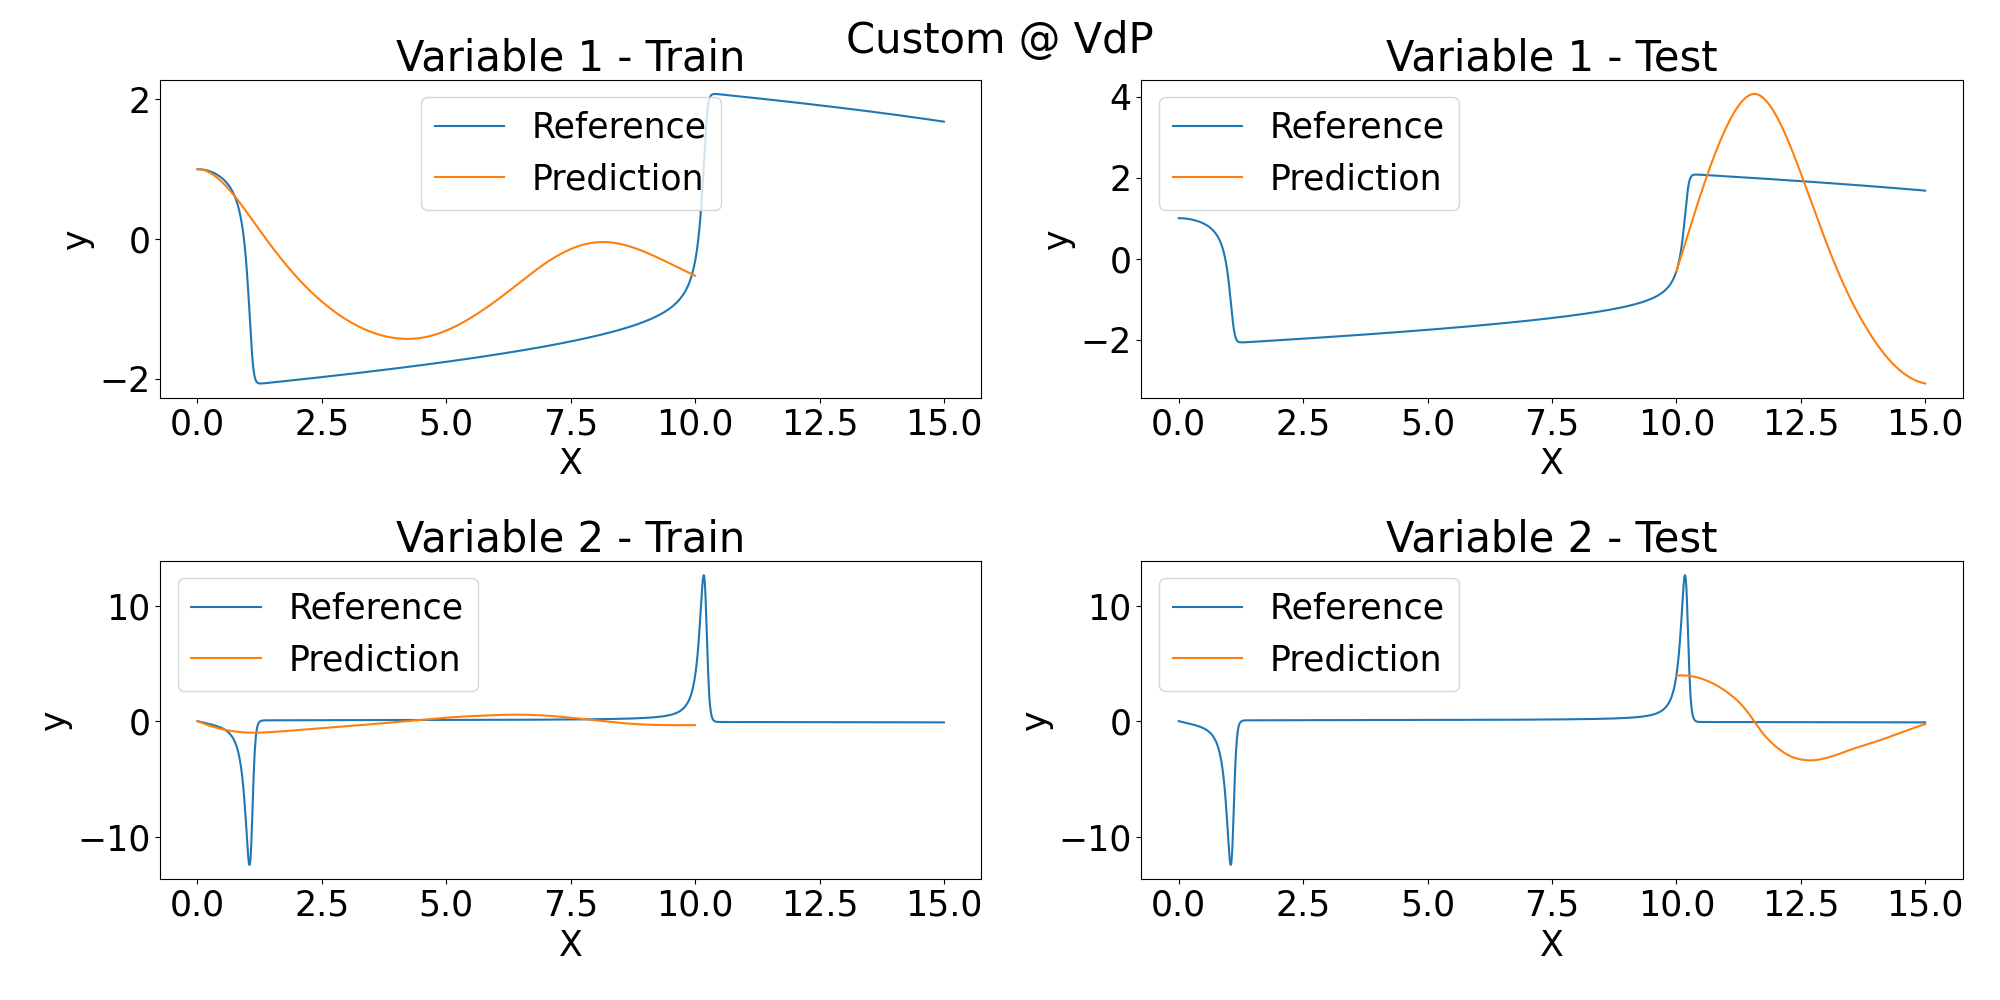 Custom @ VdP
Variable 1 - Train
2
0
−2
y
Reference
Prediction
0.0 2.5 5.0 7.5 10.0 12.5 15.0
X
Variable 1 - Test
4
2
0
−2
y
Reference
Prediction
0.0 2.5 5.0 7.5 10.0 12.5 15.0
X
Variable 2 - Train
10
0
−10
y
Reference
Prediction
0.0 2.5 5.0 7.5 10.0 12.5 15.0
X
Variable 2 - Test
10
0
−10
y
Reference
Prediction
0.0 2.5 5.0 7.5 10.0 12.5 15.0
X